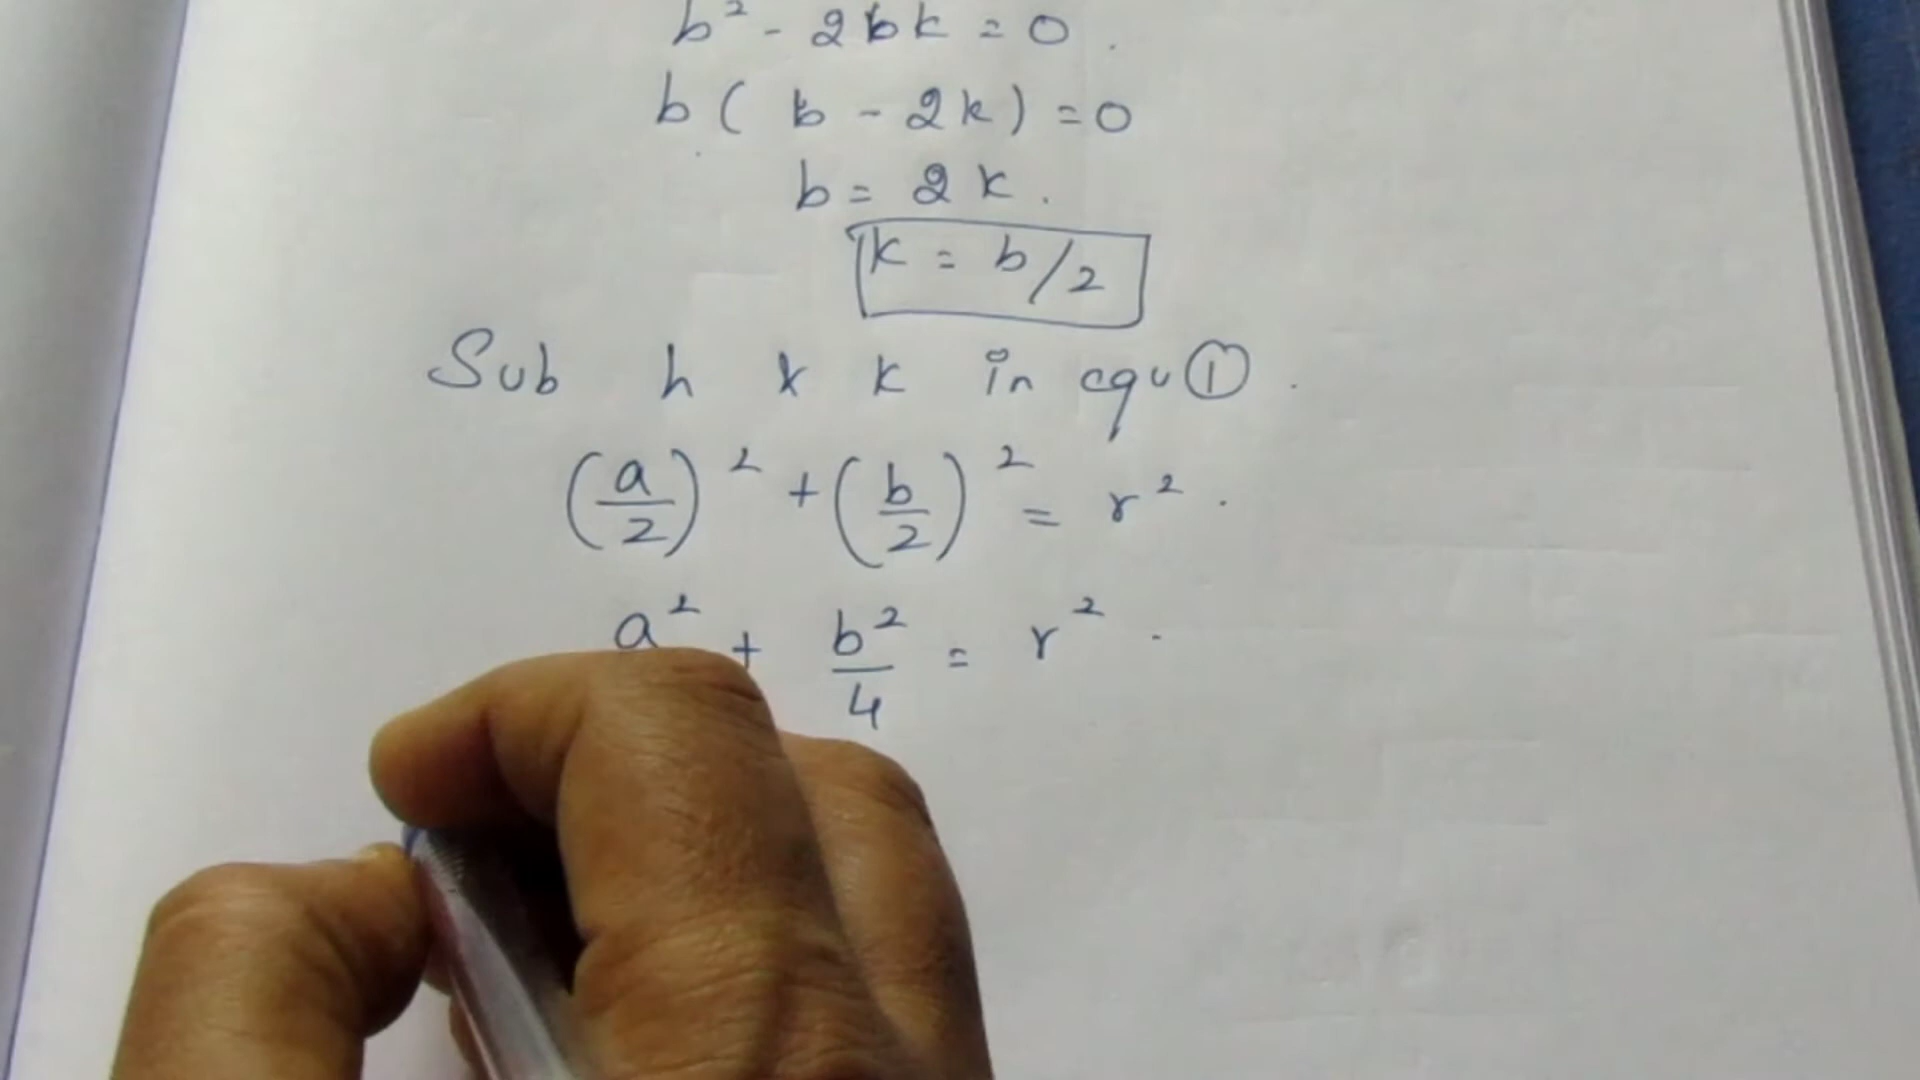 b² - 2bk = 0.
b(b - 2k) = 0
b = 2k.
k = b/2
Sub h & k in equ ①.
(a/2)² + (b/2)² = r².
a² + b²/4 = r².